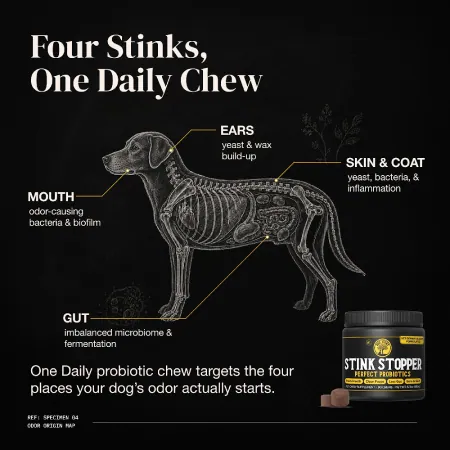 Four Stinks,
One Daily Chew
EARS
yeast & wax
build-up
SKIN & COAT
yeast, bacteria, &
inflammation
MOUTH
odor-causing
bacteria & biofilm
GUT
imbalanced microbiome &
fermentation
STINK STOPPER
PERFECT PROBIOTICS
One Daily probiotic chew targets the four
places your dog's odor actually starts.
REF: SPECIMEN 04
ODOR ORIGIN MAP